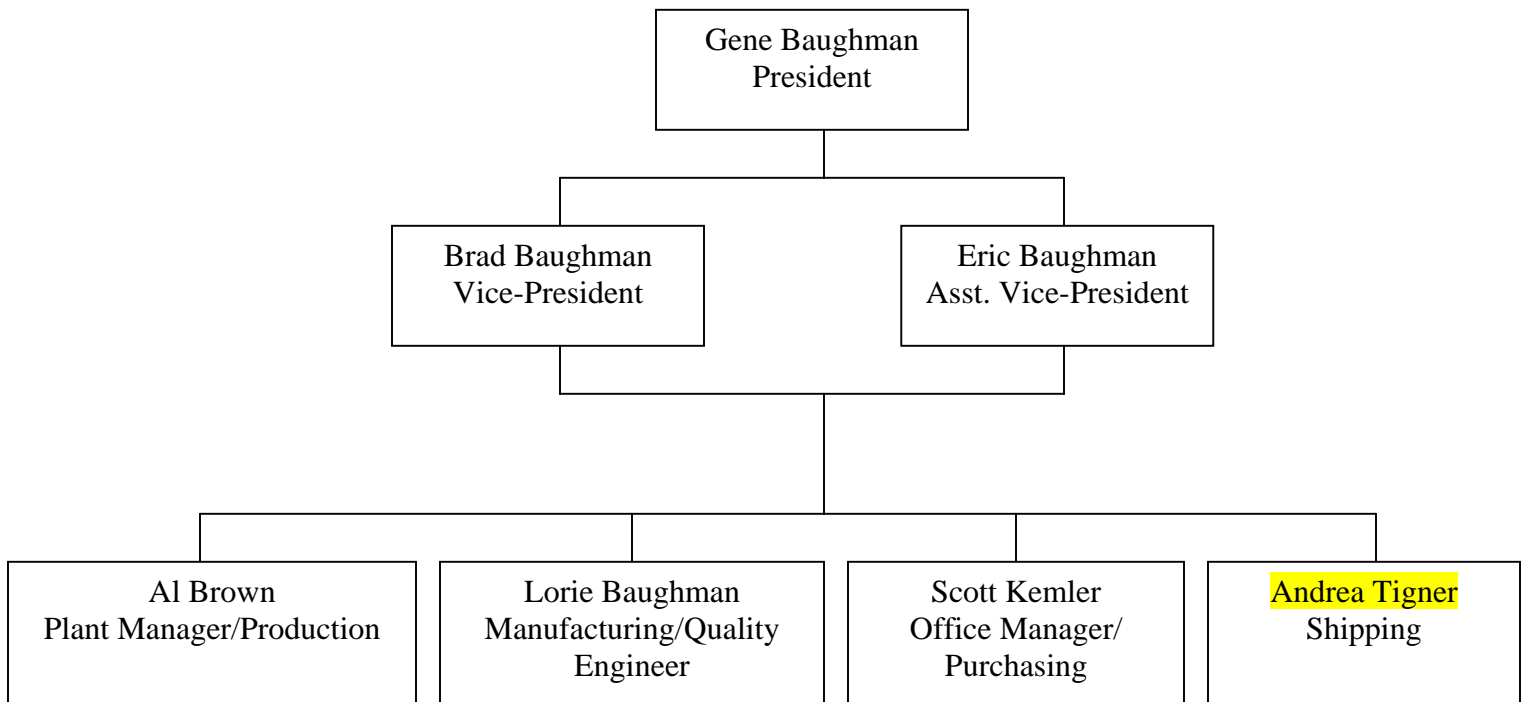 Gene Baughman
President
Brad Baughman
Vice-President
Eric Baughman
Asst. Vice-President
Al Brown
Plant Manager/Production
Lorie Baughman
Manufacturing/Quality
Engineer
Scott Kemler
Office Manager/
Purchasing
Andrea Tigner
Shipping